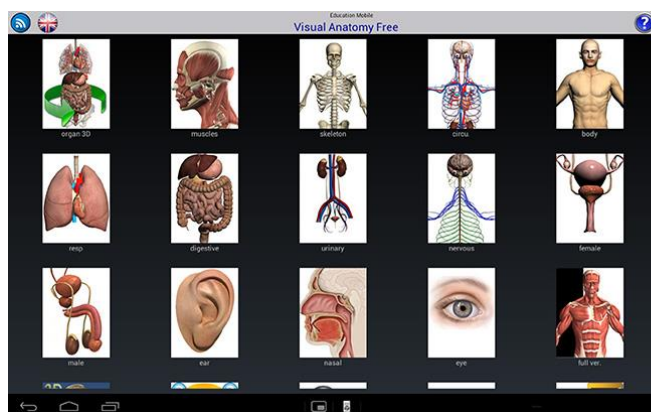 Education Mobile
Visual Anatomy Free
?
organ 3D
muscles
skeleton
circu.
body
resp
digestive
urinary
nervous
female
male
ear
nasal
eye
full ver.